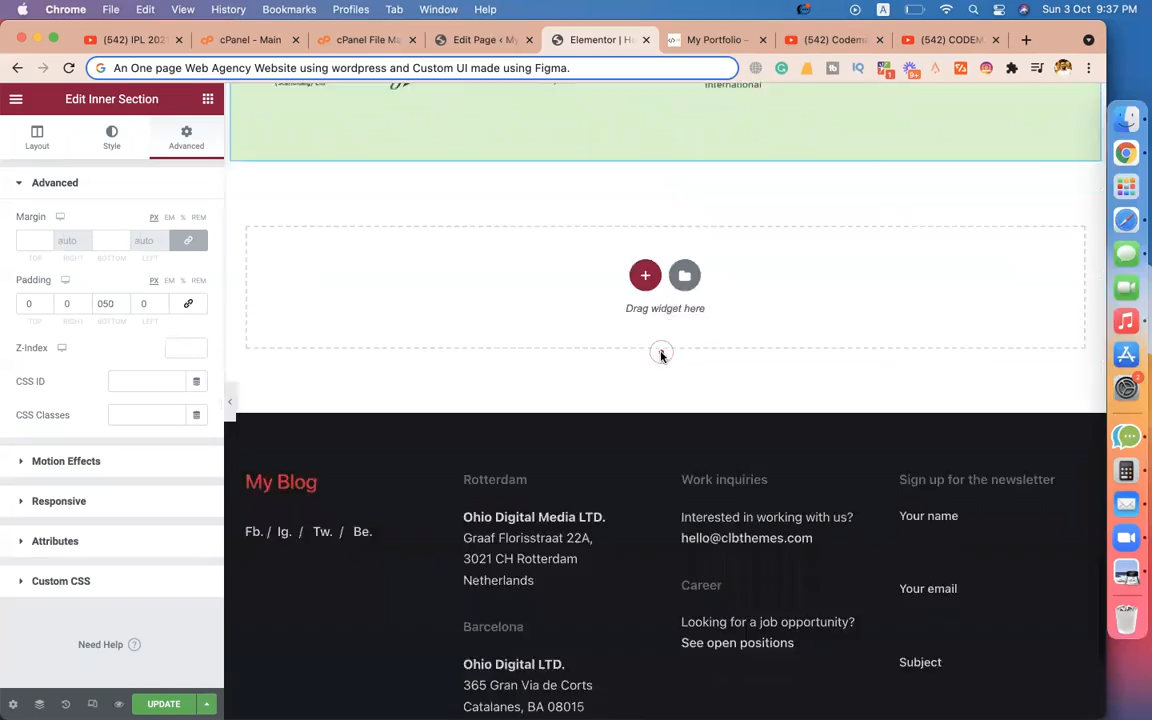 Chrome File Edit View History Bookmarks Profiles Tab Window Help A Sun 3 Oct 9:37 PM
(542) IPL 202 cPanel - Main cPanel File Ma Edit Page ‹ My Elementor | He My Portfolio – (542) Codem (542) CODEM
An One page Web Agency Website using wordpress and Custom UI made using Figma.
Edit Inner Section
International
Layout Style Advanced
Advanced
Margin PX EM % REM
auto auto
TOP RIGHT BOTTOM LEFT
Padding PX EM % REM
0 0 050 0
TOP RIGHT BOTTOM LEFT
Drag widget here
Z-Index
CSS ID
CSS Classes
Motion Effects
Responsive
Attributes
Custom CSS
Need Help ?
UPDATE
My Blog
Fb. / Ig. / Tw. / Be.
Rotterdam
Ohio Digital Media LTD.
Graaf Florisstraat 22A,
3021 CH Rotterdam
Netherlands
Barcelona
Ohio Digital LTD.
365 Gran Via de Corts
Catalanes, BA 08015
Work inquiries
Interested in working with us?
hello@clbthemes.com
Career
Looking for a job opportunity?
See open positions
Sign up for the newsletter
Your name
Your email
Subject